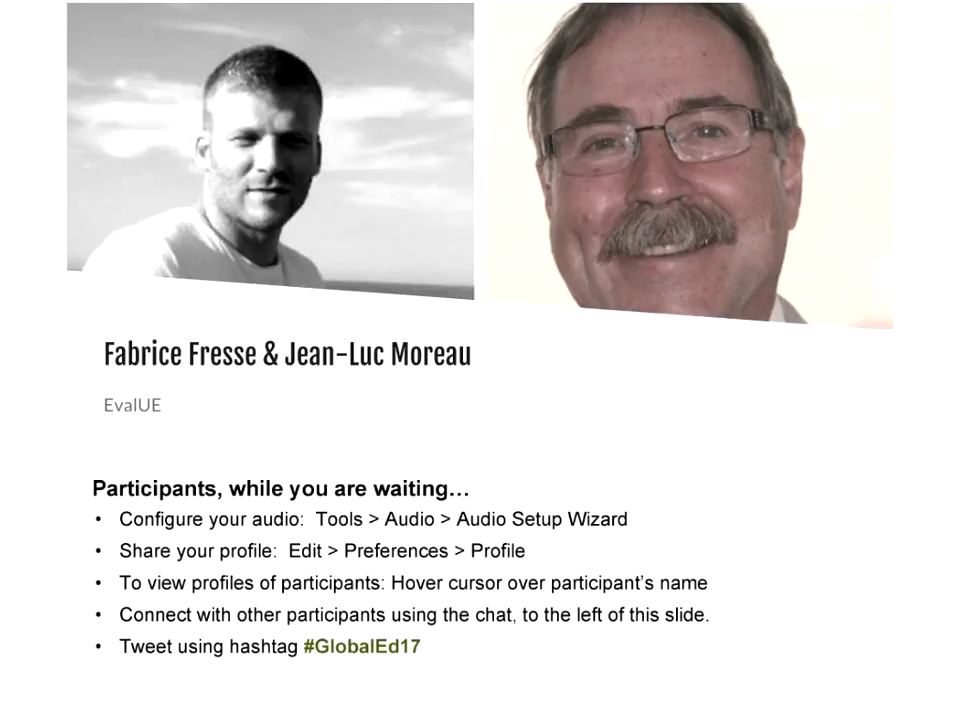 Fabrice Fresse & Jean-Luc Moreau
EvalUE
Participants, while you are waiting…
• Configure your audio:  Tools > Audio > Audio Setup Wizard
• Share your profile:  Edit > Preferences > Profile
• To view profiles of participants: Hover cursor over participant’s name
• Connect with other participants using the chat, to the left of this slide.
• Tweet using hashtag #GlobalEd17